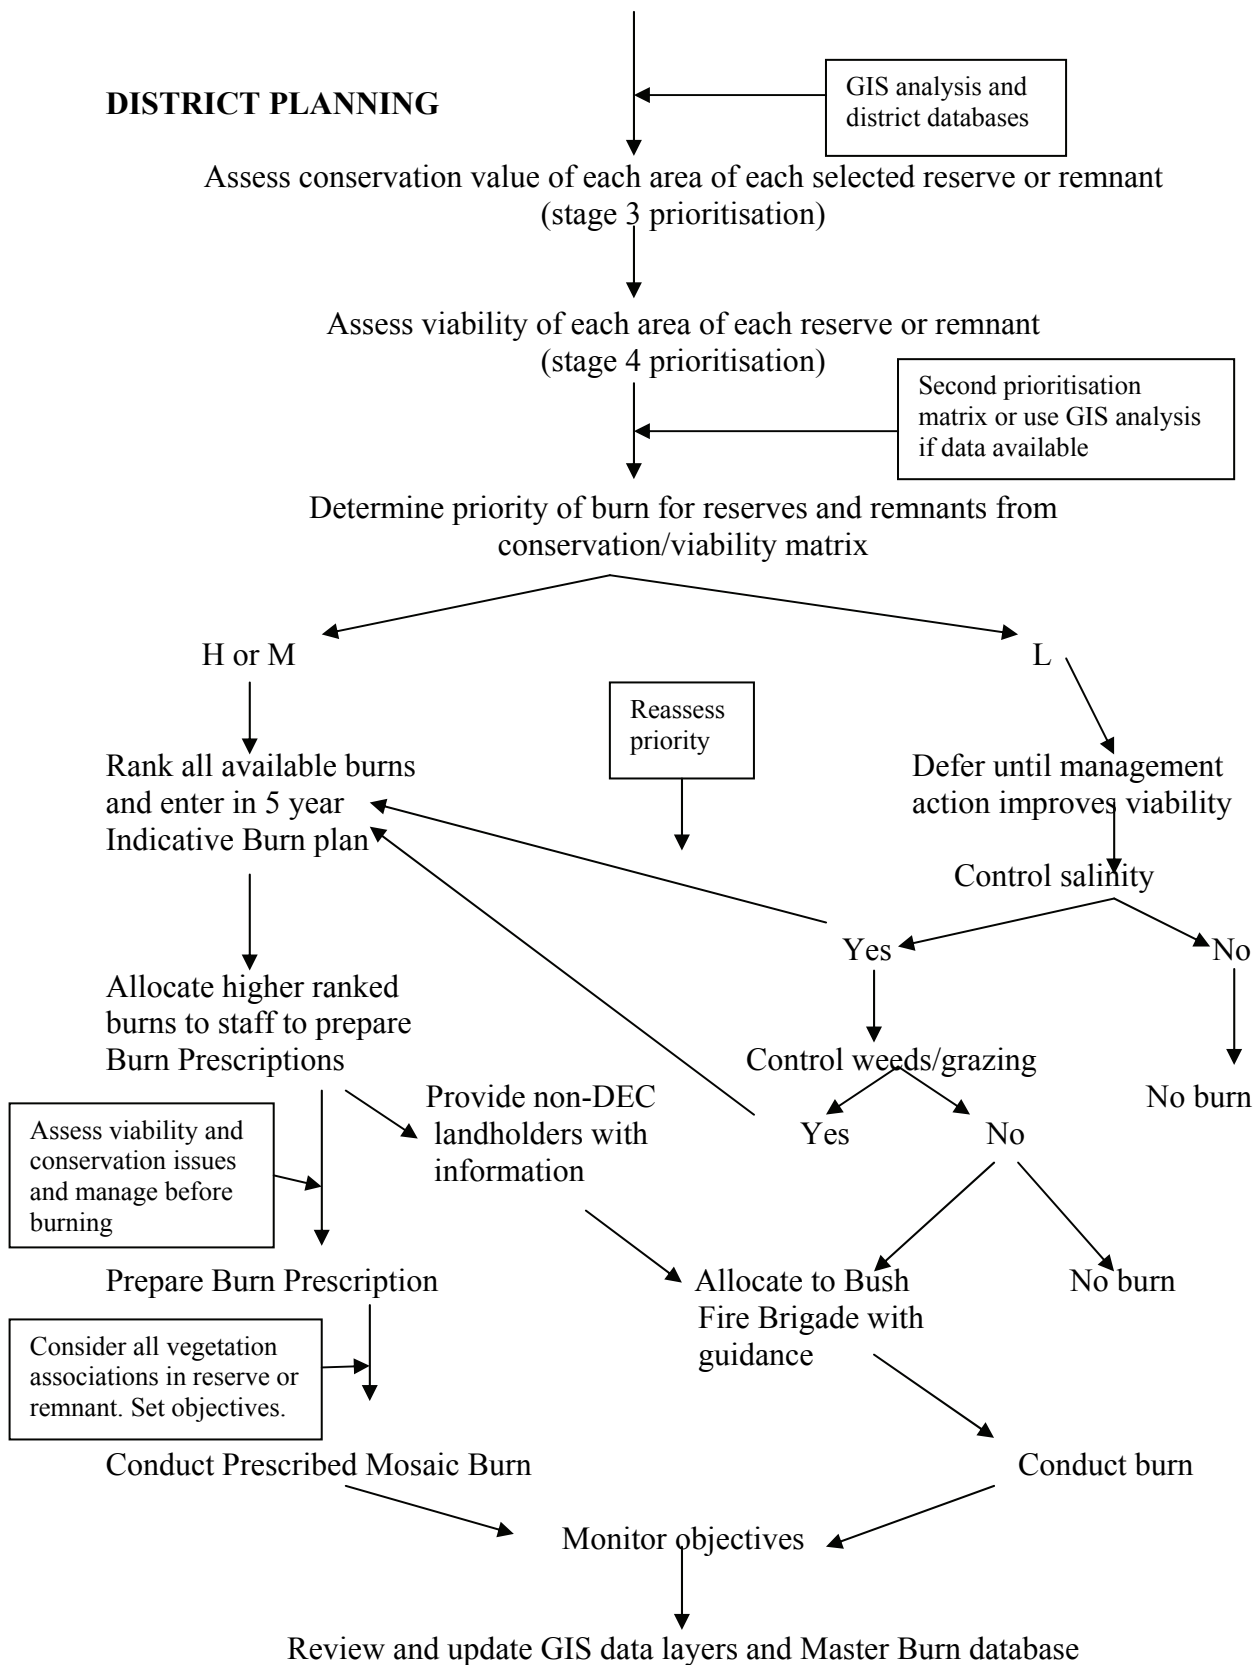 DISTRICT PLANNING
GIS analysis and
district databases
Assess conservation value of each area of each selected reserve or remnant
(stage 3 prioritisation)
Assess viability of each area of each reserve or remnant
(stage 4 prioritisation)
Second prioritisation
matrix or use GIS analysis
if data available
Determine priority of burn for reserves and remnants from
conservation/viability matrix
H or M
L
Reassess
priority
Rank all available burns
and enter in 5 year
Indicative Burn plan
Defer until management
action improves viability
Control salinity
Yes
No
Allocate higher ranked
burns to staff to prepare
Burn Prescriptions
Control weeds/grazing
No burn
Provide non-DEC
landholders with
information
Yes
No
Assess viability and
conservation issues
and manage before
burning
Prepare Burn Prescription
Allocate to Bush
Fire Brigade with
guidance
No burn
Consider all vegetation
associations in reserve or
remnant. Set objectives.
Conduct Prescribed Mosaic Burn
Conduct burn
Monitor objectives
Review and update GIS data layers and Master Burn database